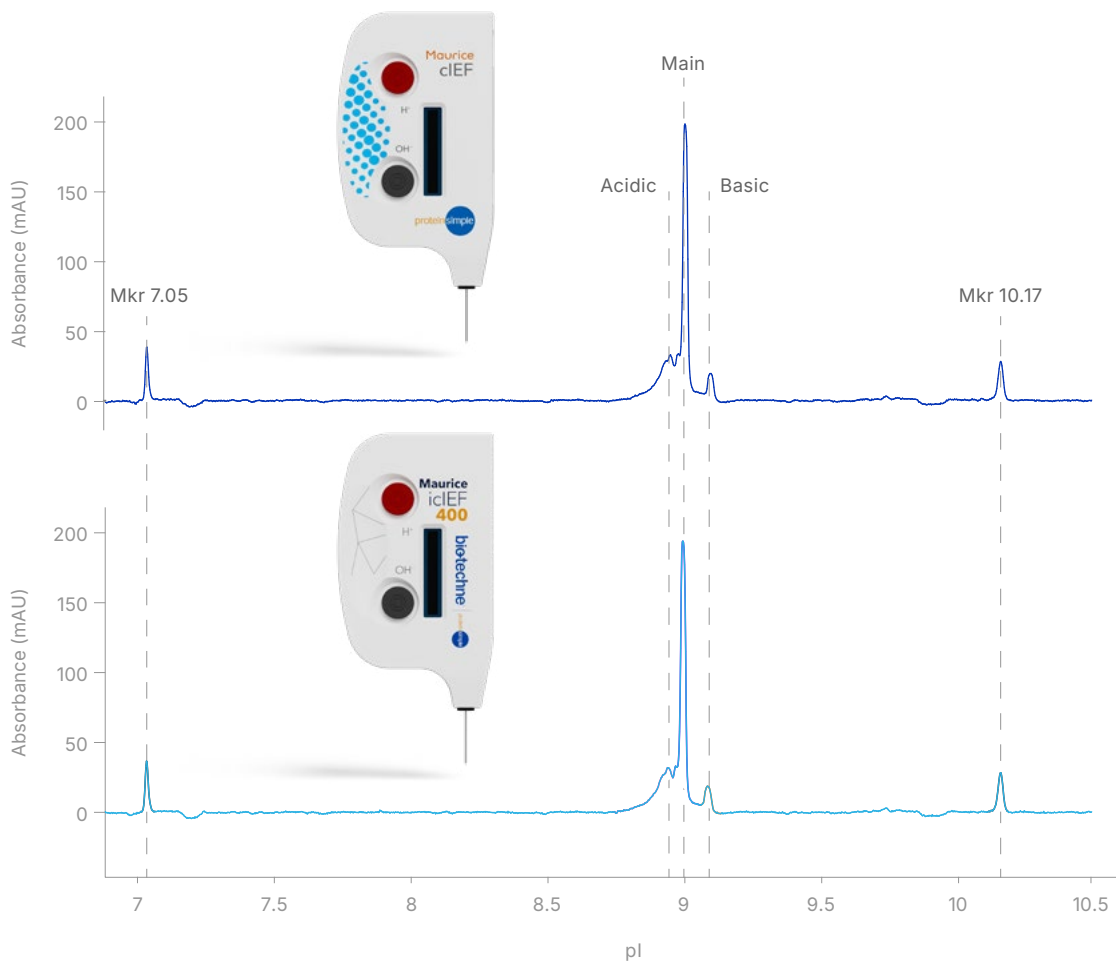 Maurice
cIEF
H⁺
OH⁻
proteinsimple
Main
Acidic
Basic
Mkr 7.05
Mkr 10.17
Absorbance (mAU)
200
150
100
50
0
Maurice
icIEF
400
H⁺
OH
bio-techne
Absorbance (mAU)
200
150
100
50
0
7
7.5
8
8.5
9
9.5
10
10.5
pI